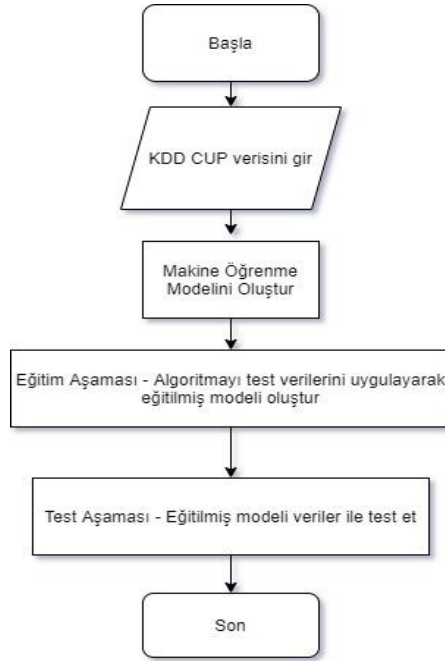 Başla
KDD CUP verisini gir
Makine Öğrenme
Modelini Oluştur
Eğitim Aşaması - Algoritmayı test verilerini uygulayarak
eğitilmiş modeli oluştur
Test Aşaması - Eğitilmiş modeli veriler ile test et
Son